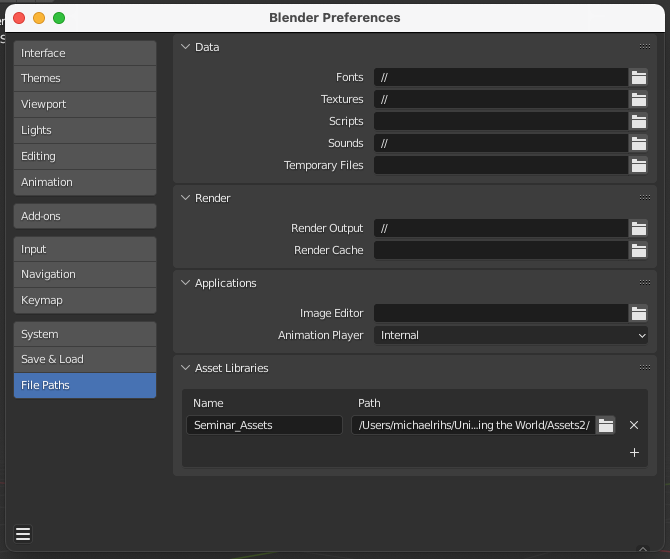 Blender Preferences
Interface
Themes
Viewport
Lights
Editing
Animation
Add-ons
Input
Navigation
Keymap
System
Save & Load
File Paths
Data
Fonts //
Textures //
Scripts
Sounds //
Temporary Files
Render
Render Output //
Render Cache
Applications
Image Editor
Animation Player Internal
Asset Libraries
Name Path
Seminar_Assets /Users/michaelrihs/Uni...ing the World/Assets2/